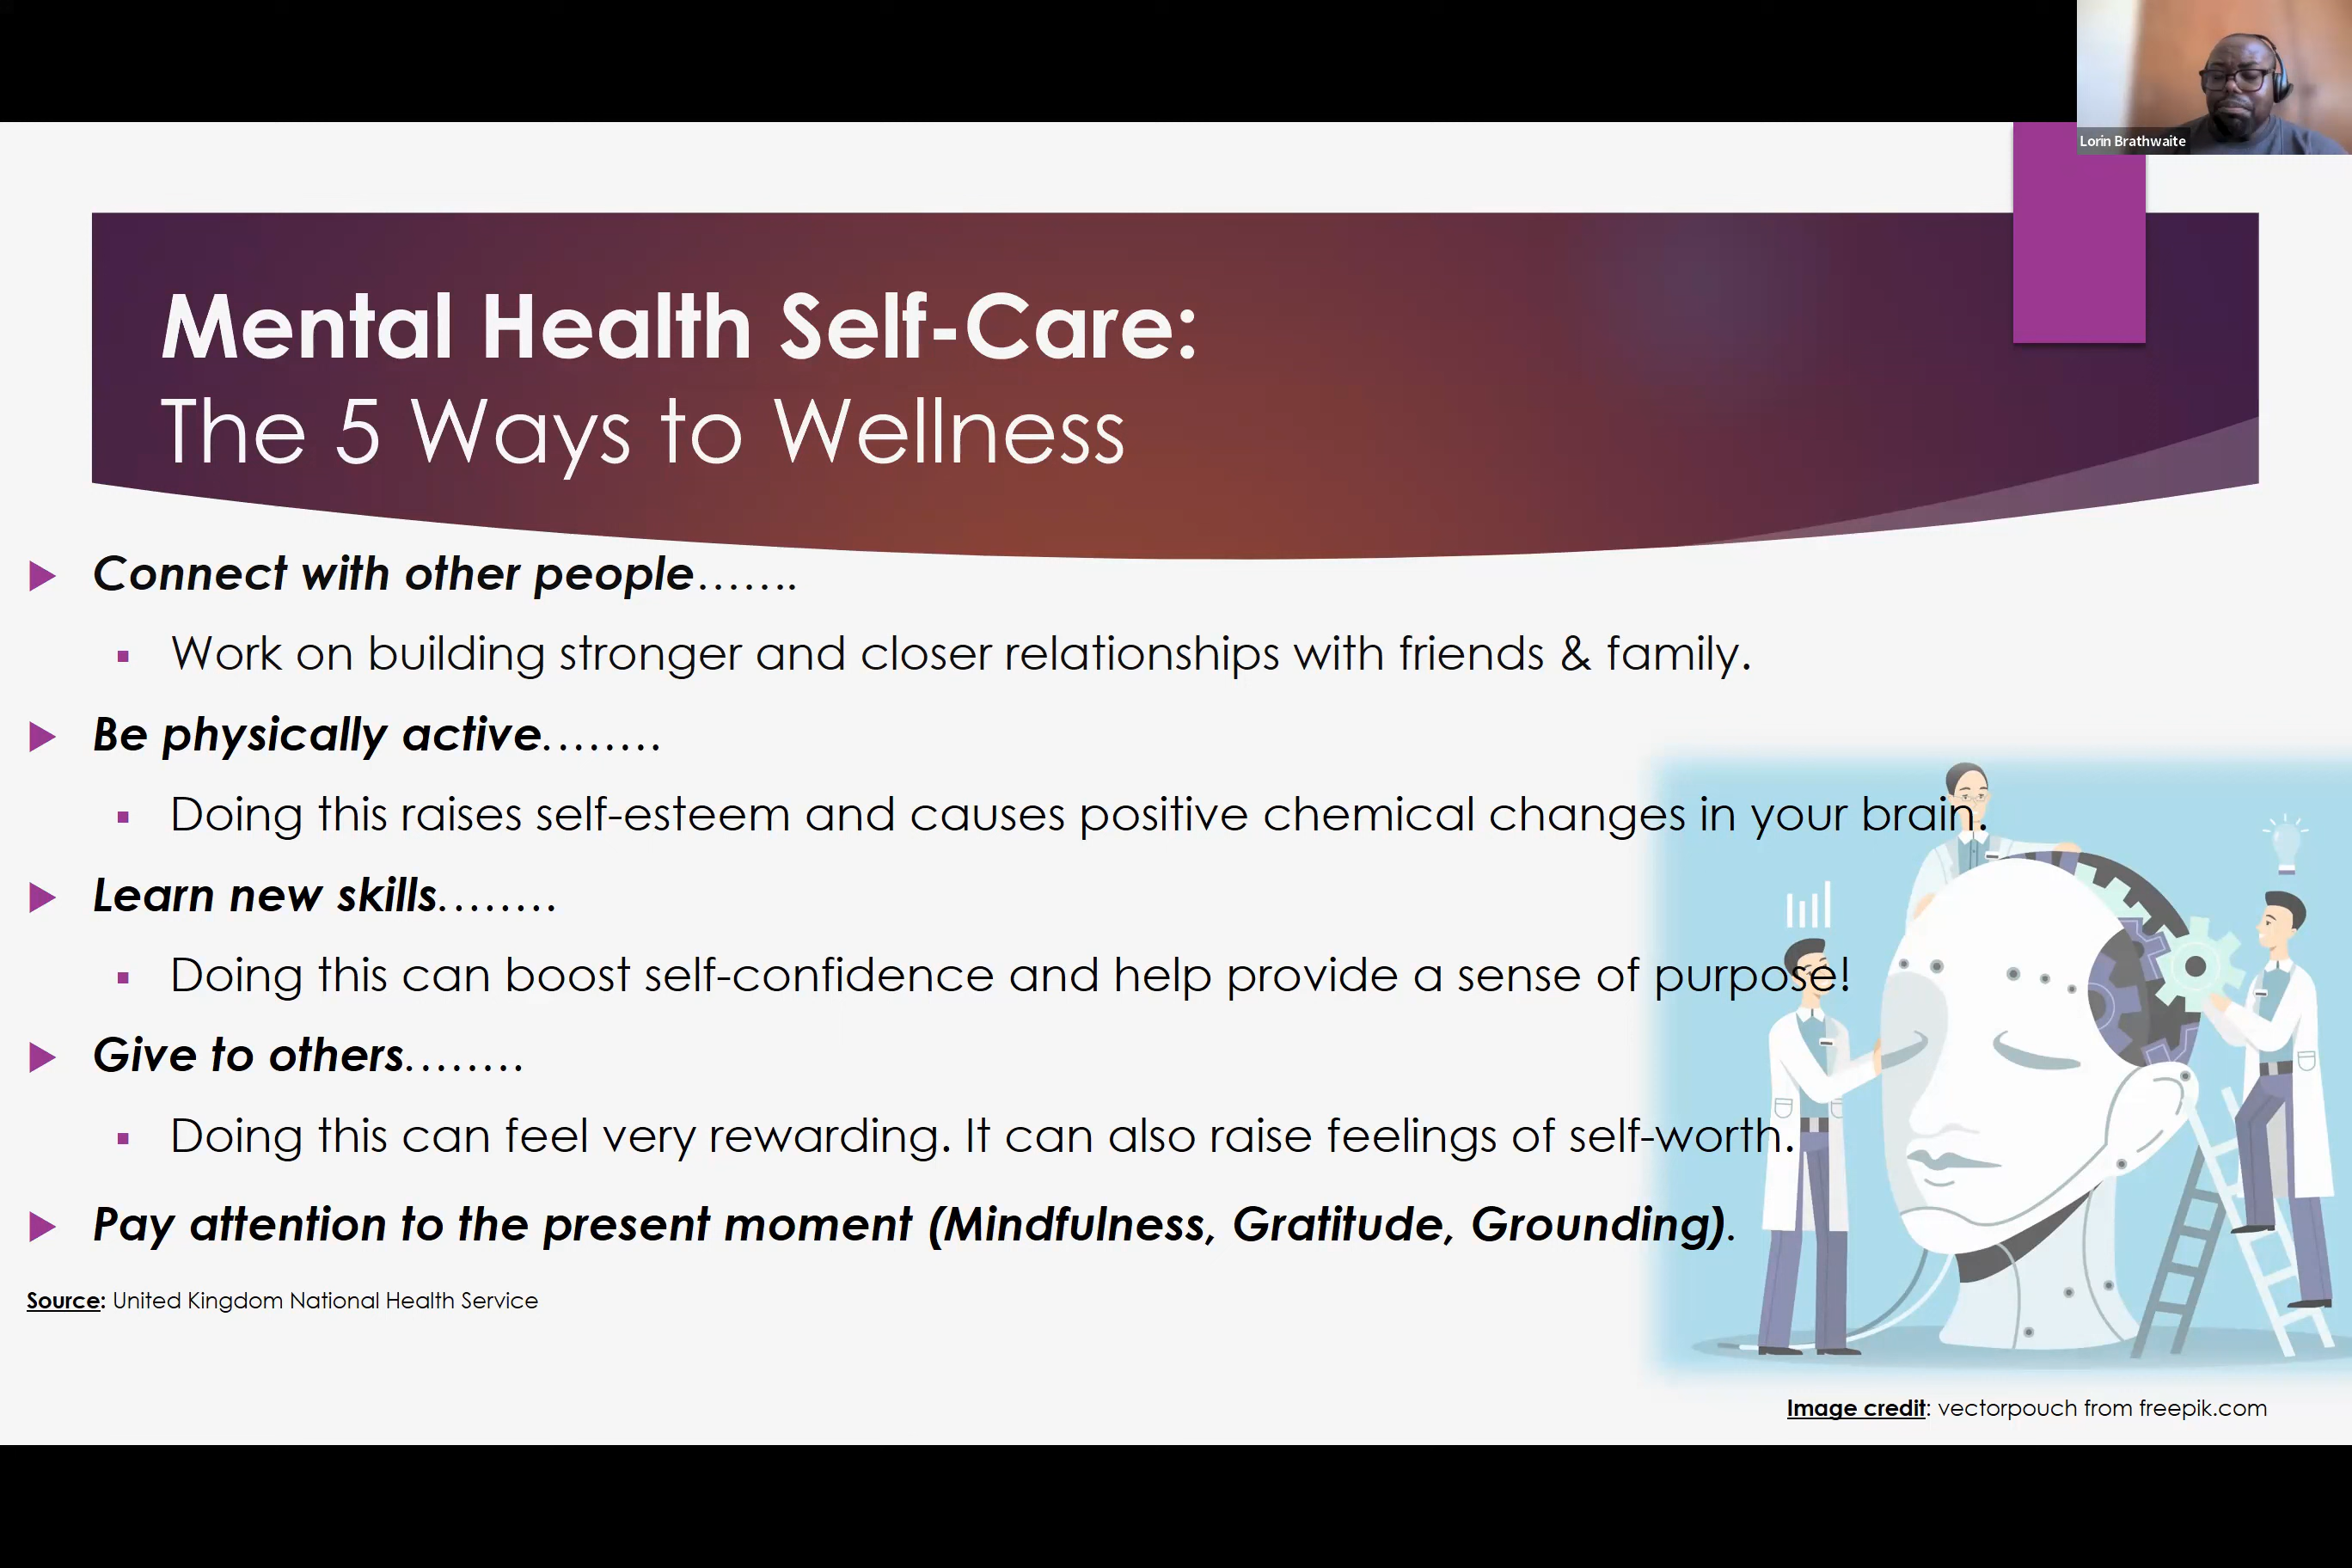 Lorin Brathwaite
Mental Health Self-Care:
The 5 Ways to Wellness
Connect with other people…….
Work on building stronger and closer relationships with friends & family.
Be physically active……..
Doing this raises self-esteem and causes positive chemical changes in your brain.
Learn new skills……..
Doing this can boost self-confidence and help provide a sense of purpose!
Give to others……..
Doing this can feel very rewarding. It can also raise feelings of self-worth.
Pay attention to the present moment (Mindfulness, Gratitude, Grounding).
Source: United Kingdom National Health Service
Image credit: vectorpouch from freepik.com